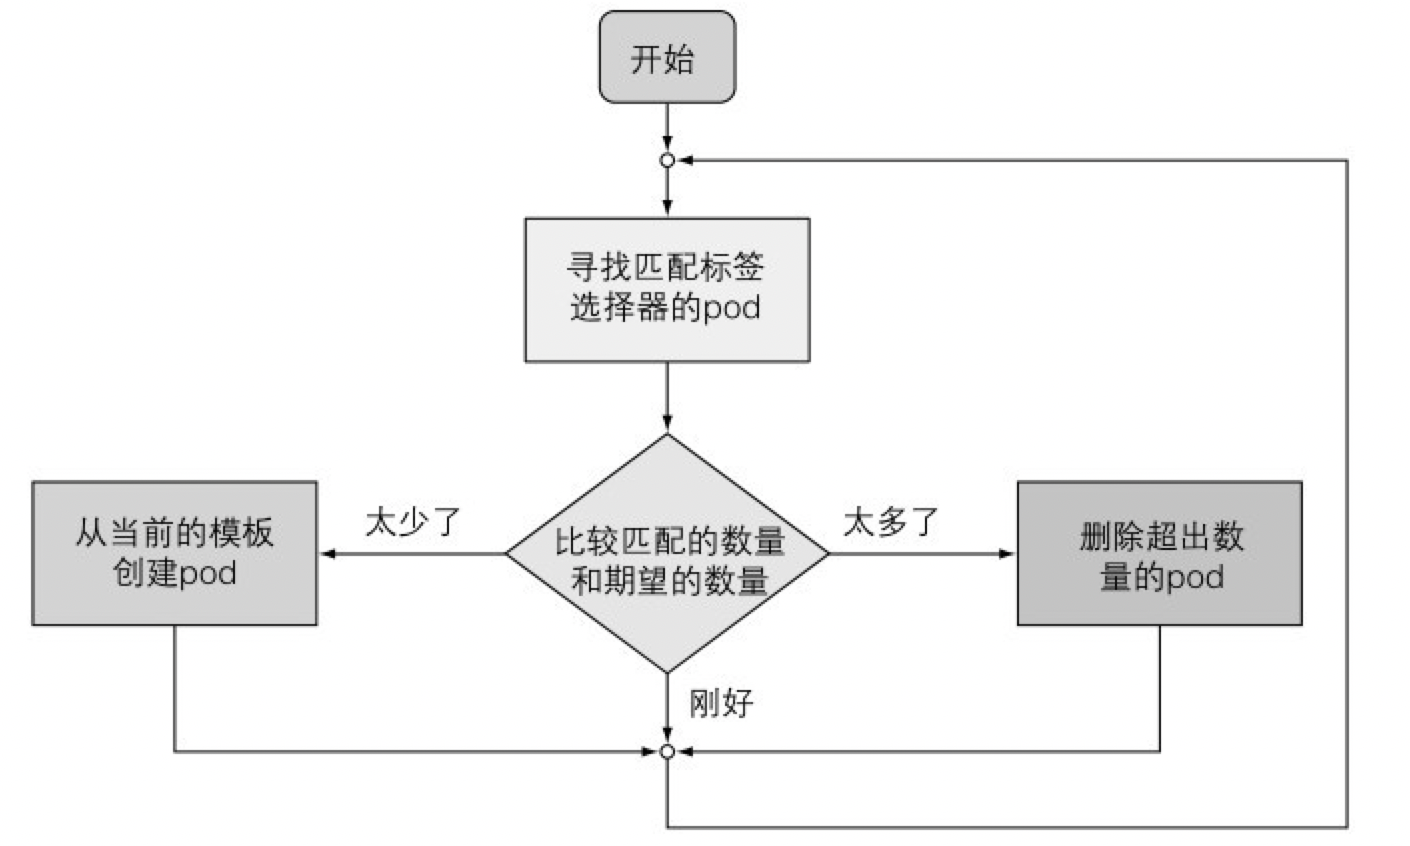 开始
寻找匹配标签
选择器的pod
太少了
太多了
从当前的模板
创建pod
比较匹配的数量
和期望的数量
删除超出数
量的pod
刚好